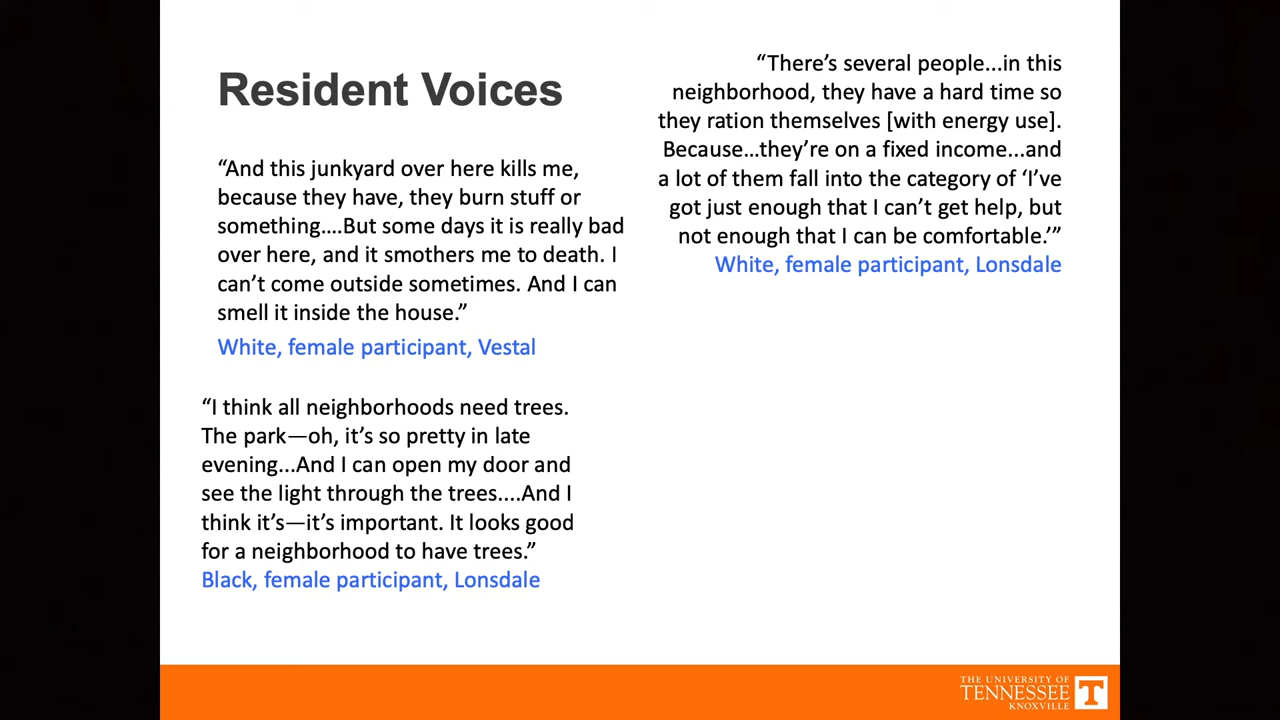 Resident Voices
“And this junkyard over here kills me,
because they have, they burn stuff or
something….But some days it is really bad
over here, and it smothers me to death. I
can’t come outside sometimes. And I can
smell it inside the house.”
White, female participant, Vestal
“I think all neighborhoods need trees.
The park—oh, it’s so pretty in late
evening...And I can open my door and
see the light through the trees....And I
think it’s—it’s important. It looks good
for a neighborhood to have trees.”
Black, female participant, Lonsdale
“There’s several people...in this
neighborhood, they have a hard time so
they ration themselves [with energy use].
Because…they’re on a fixed income...and
a lot of them fall into the category of ‘I’ve
got just enough that I can’t get help, but
not enough that I can be comfortable.’”
White, female participant, Lonsdale
THE UNIVERSITY OF
TENNESSEE
KNOXVILLE
T